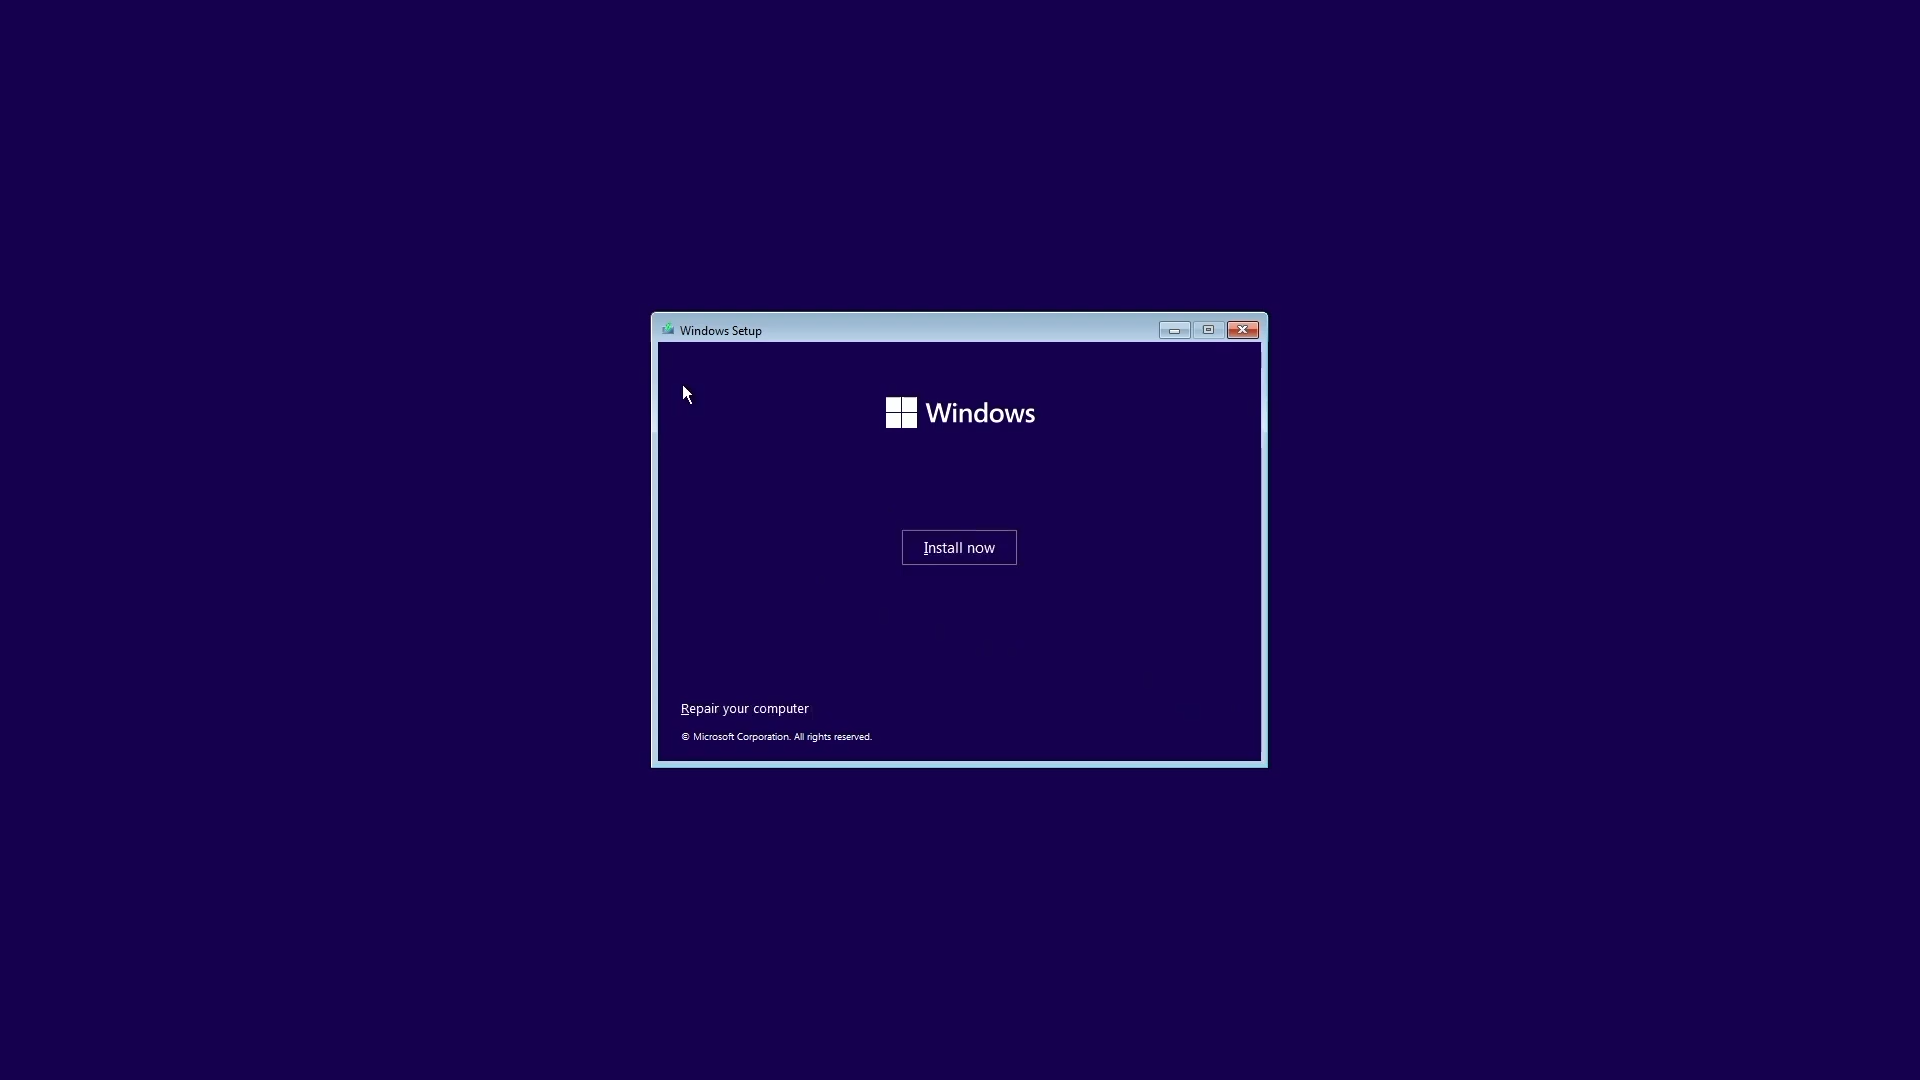 Windows Setup
Windows
Install now
Repair your computer
© Microsoft Corporation. All rights reserved.